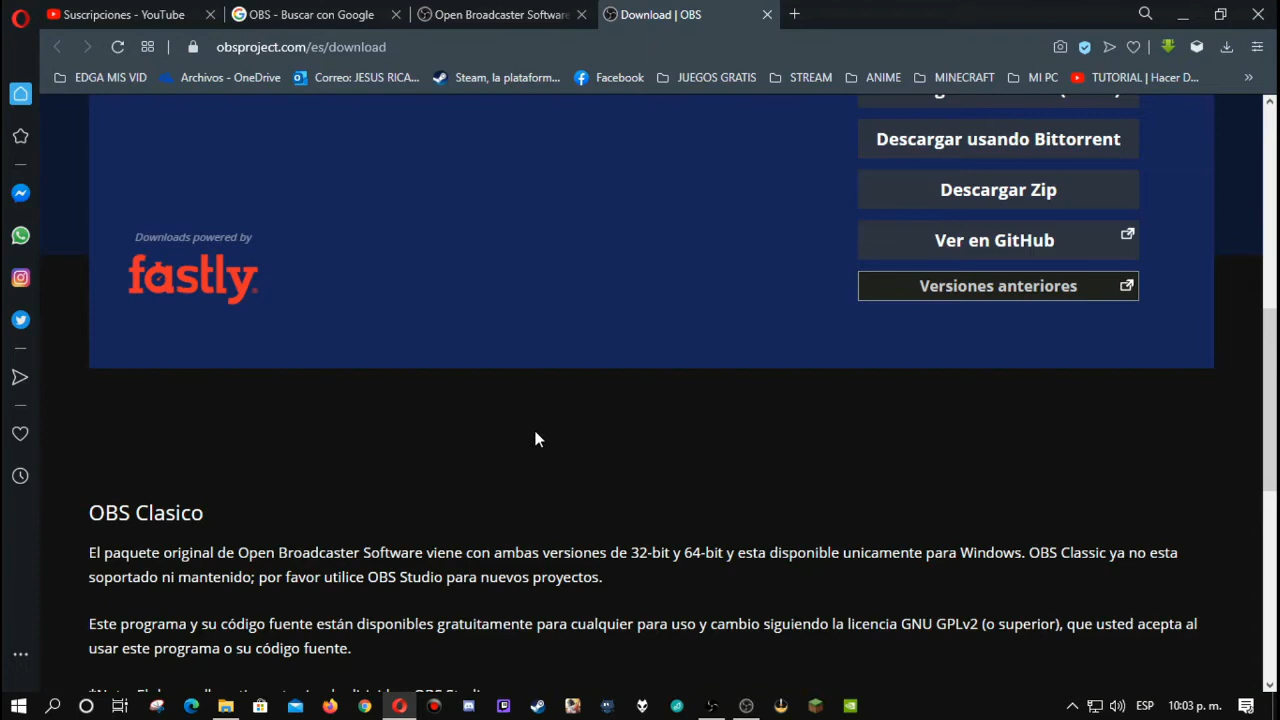 Suscripciones - YouTube
OBS - Buscar con Google
Open Broadcaster Software
Download | OBS
obsproject.com/es/download
EDGA MIS VID
Archivos - OneDrive
Correo: JESUS RICA...
Steam, la plataform...
Facebook
JUEGOS GRATIS
STREAM
ANIME
MINECRAFT
MI PC
TUTORIAL | Hacer D...
Descargar usando Bittorrent
Descargar Zip
Ver en GitHub
Versiones anteriores
Downloads powered by
fastly.
OBS Clasico
El paquete original de Open Broadcaster Software viene con ambas versiones de 32-bit y 64-bit y esta disponible unicamente para Windows. OBS Classic ya no esta
soportado ni mantenido; por favor utilice OBS Studio para nuevos proyectos.
Este programa y su código fuente están disponibles gratuitamente para cualquier para uso y cambio siguiendo la licencia GNU GPLv2 (o superior), que usted acepta al
usar este programa o su código fuente.
ESP
10:03 p. m.